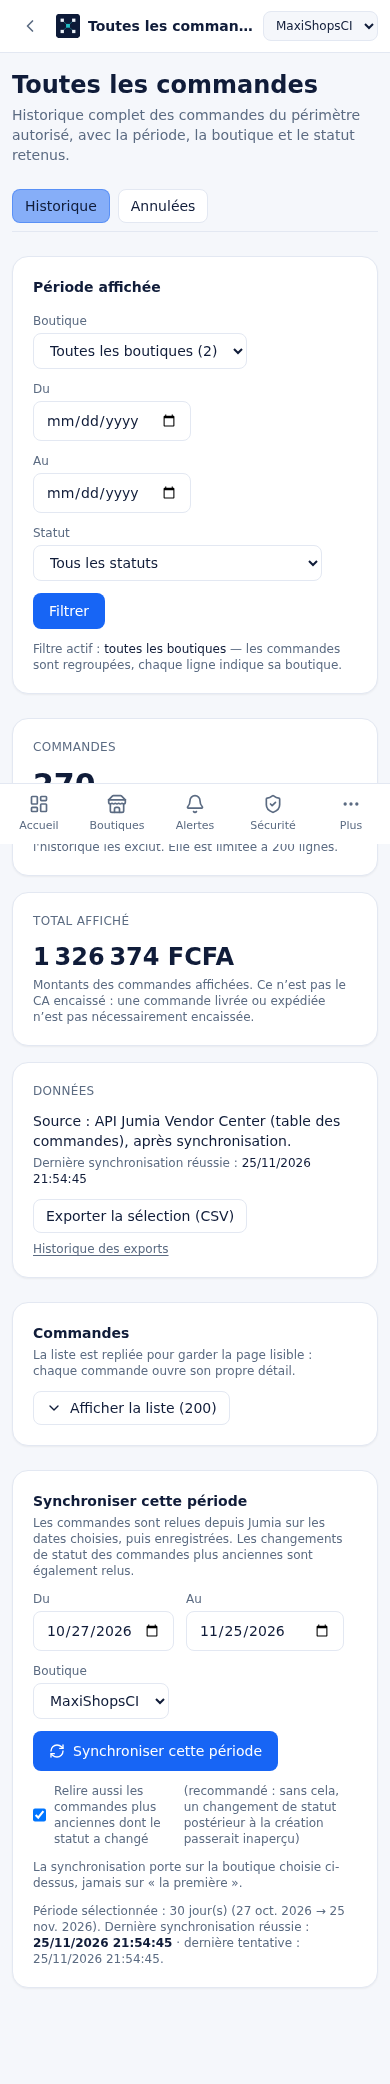 Toutes les comman…
MaxiShopsCI
Toutes les commandes
Historique complet des commandes du périmètre
autorisé, avec la période, la boutique et le statut
retenus.
Historique
Annulées
Période affichée
Boutique
Toutes les boutiques (2)
Du
mm/dd/yyyy
Au
mm/dd/yyyy
Statut
Tous les statuts
Filtrer
Filtre actif : toutes les boutiques — les commandes
sont regroupées, chaque ligne indique sa boutique.
COMMANDES
270
Accueil
Boutiques
Alertes
Sécurité
Plus
l’historique les exclut. Elle est limitée à 200 lignes.
TOTAL AFFICHÉ
1 326 374 FCFA
Montants des commandes affichées. Ce n’est pas le
CA encaissé : une commande livrée ou expédiée
n’est pas nécessairement encaissée.
DONNÉES
Source : API Jumia Vendor Center (table des
commandes), après synchronisation.
Dernière synchronisation réussie : 25/11/2026
21:54:45
Exporter la sélection (CSV)
Historique des exports
Commandes
La liste est repliée pour garder la page lisible :
chaque commande ouvre son propre détail.
Afficher la liste (200)
Synchroniser cette période
Les commandes sont relues depuis Jumia sur les
dates choisies, puis enregistrées. Les changements
de statut des commandes plus anciennes sont
également relus.
Du
10/27/2026
Au
11/25/2026
Boutique
MaxiShopsCI
Synchroniser cette période
Relire aussi les
commandes plus
anciennes dont le
statut a changé
(recommandé : sans cela,
un changement de statut
postérieur à la création
passerait inaperçu)
La synchronisation porte sur la boutique choisie ci-
dessus, jamais sur « la première ».
Période sélectionnée : 30 jour(s) (27 oct. 2026 → 25
nov. 2026). Dernière synchronisation réussie :
25/11/2026 21:54:45 · dernière tentative :
25/11/2026 21:54:45.